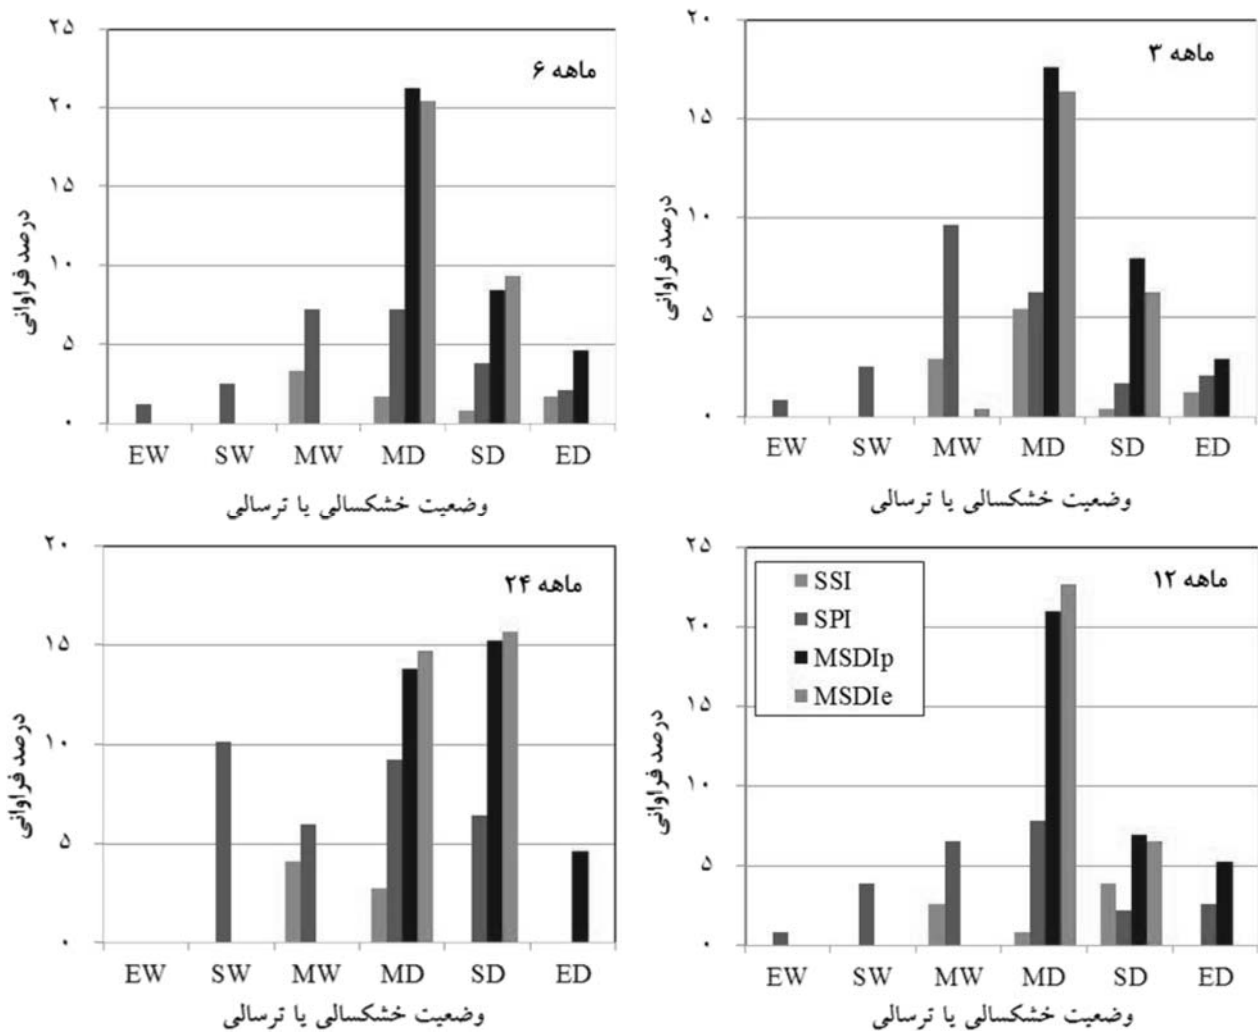 ۳ ماهه
۲۰
۱۵
۱۰
۵
۰
درصد فراوانی
EW SW MW MD SD ED
وضعیت خشکسالی یا ترسالی
۶ ماهه
۲۵
۲۰
۱۵
۱۰
۵
۰
درصد فراوانی
EW SW MW MD SD ED
وضعیت خشکسالی یا ترسالی
۱۲ ماهه
۲۵
۲۰
۱۵
۱۰
۵
۰
درصد فراوانی
SSI
SPI
MSDIp
MSDIe
EW SW MW MD SD ED
وضعیت خشکسالی یا ترسالی
۲۴ ماهه
۲۰
۱۵
۱۰
۵
۰
درصد فراوانی
EW SW MW MD SD ED
وضعیت خشکسالی یا ترسالی